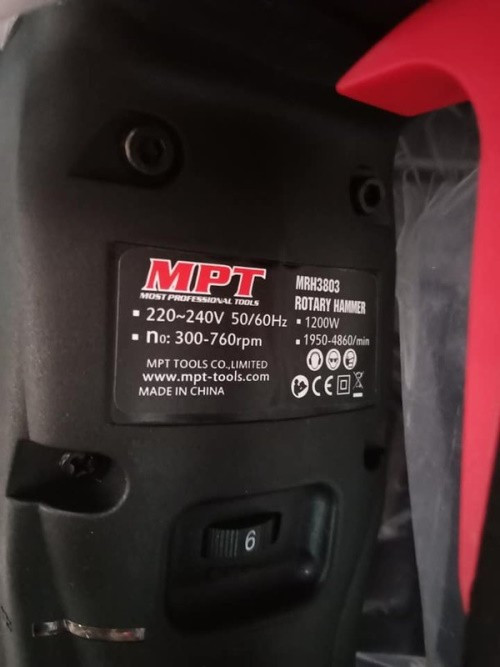 MPT
MOST PROFESSIONAL TOOLS
MRH3803
ROTARY HAMMER
▪ 220~240V 50/60Hz ▪ 1200W
▪ n0: 300-760rpm ▪ 1950-4860/min
MPT TOOLS CO.,LIMITED
www.mpt-tools.com
MADE IN CHINA
CE
6